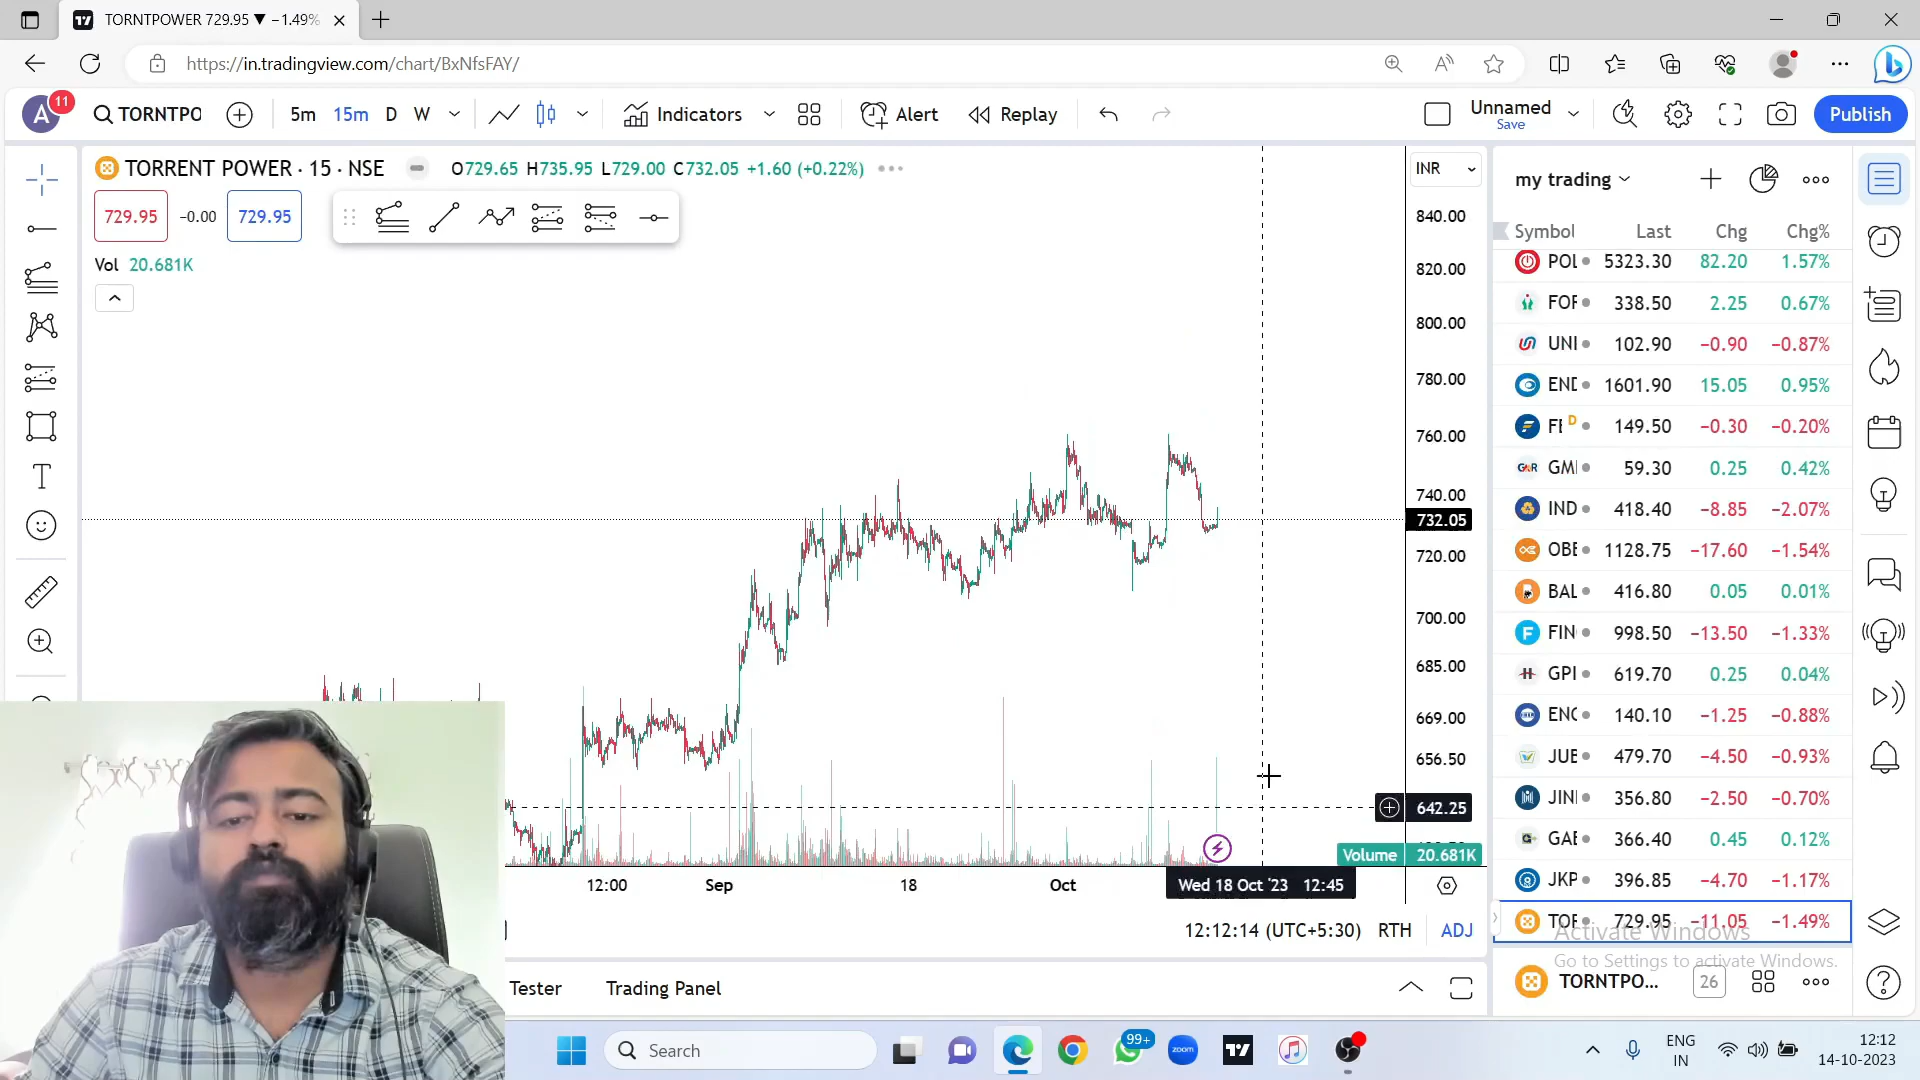 TORNTPOWER 729.95 ▼ −1.49%
https://in.tradingview.com/chart/BxNfsFAY/
A 11 TORNTPO 5m 15m D W Indicators Alert Replay Unnamed Save Publish
TORRENT POWER · 15 · NSE O729.65 H735.95 L729.00 C732.05 +1.60 (+0.22%)
INR
729.95 −0.00 729.95
Vol 20.681K
840.00
820.00
800.00
780.00
760.00
740.00
732.05
720.00
700.00
685.00
669.00
656.50
642.25
Volume 20.681K
12:00 Sep 18 Oct Wed 18 Oct '23 12:45
12:12:14 (UTC+5:30) RTH ADJ
Tester Trading Panel
my trading
Symbol Last Chg Chg%
POL 5323.30 82.20 1.57%
FOR 338.50 2.25 0.67%
UNI 102.90 −0.90 −0.87%
END 1601.90 15.05 0.95%
FE D 149.50 −0.30 −0.20%
GMR GMI 59.30 0.25 0.42%
IND 418.40 −8.85 −2.07%
OBE 1128.75 −17.60 −1.54%
BAL 416.80 0.05 0.01%
FIN 998.50 −13.50 −1.33%
GPI 619.70 0.25 0.04%
140.10 −1.25 −0.88%
JUB 479.70 −4.50 −0.93%
JIN 356.80 −2.50 −0.70%
GAE 366.40 0.45 0.12%
JKP 396.85 −4.70 −1.17%
TOR 729.95 −11.05 −1.49%
Activate Windows
Go to Settings to activate Windows.
TORNTPO... 26
Search
99+
zoom
ENG
IN
12:12
14-10-2023